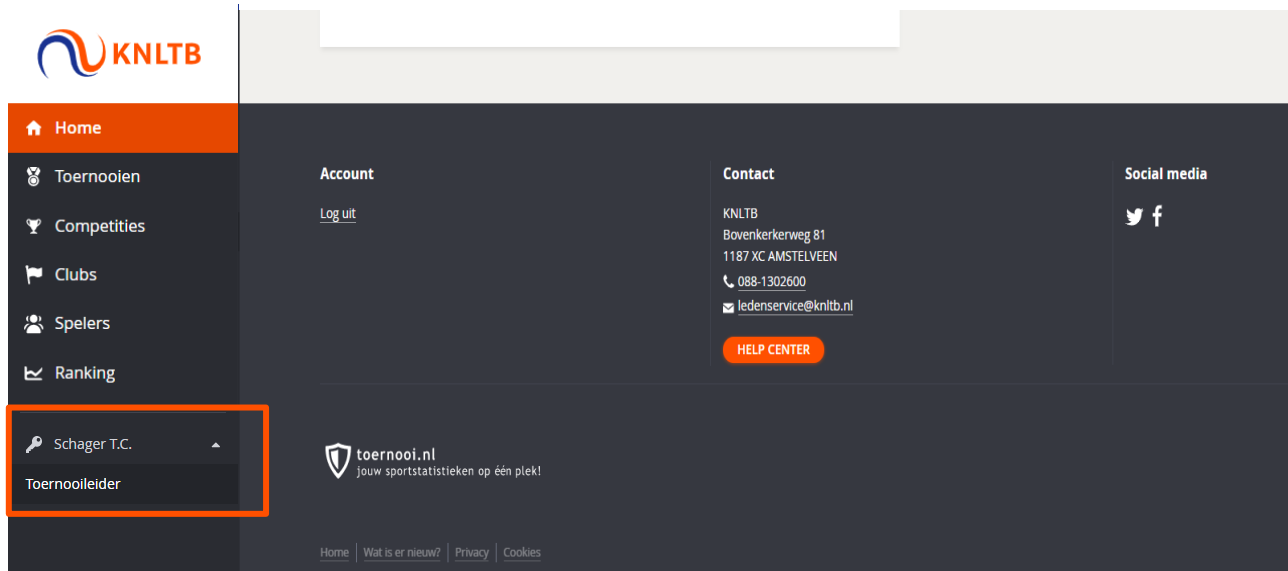 KNLTB
Home
Toernooien
Competities
Clubs
Spelers
Ranking
Schager T.C.
Toernooileider
Account
Log uit
Contact
KNLTB
Bovenkerkerweg 81
1187 XC AMSTELVEEN
088-1302600
ledenservice@knltb.nl
HELP CENTER
Social media
toernooi.nl
jouw sportstatistieken op één plek!
Home Wat is er nieuw? Privacy Cookies